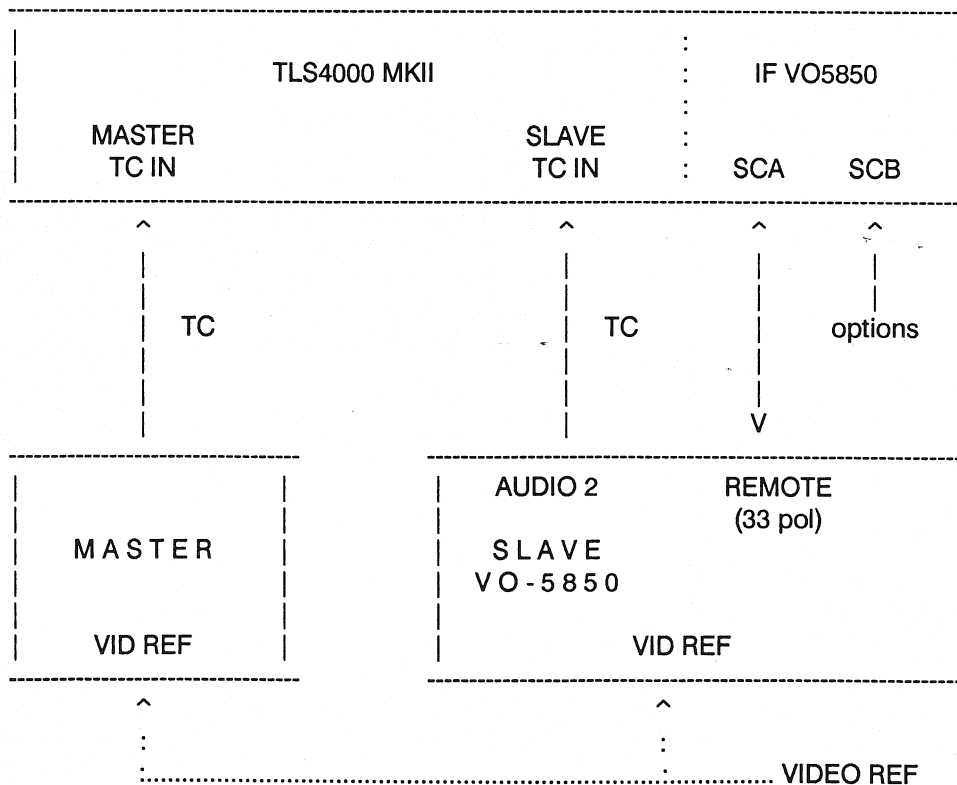 TLS4000 MKII IF VO5850
MASTER SLAVE
TC IN TC IN SCA SCB
TC TC options
V
AUDIO 2 REMOTE
(33 pol)
MASTER SLAVE
VO-5850
VID REF VID REF
VIDEO REF